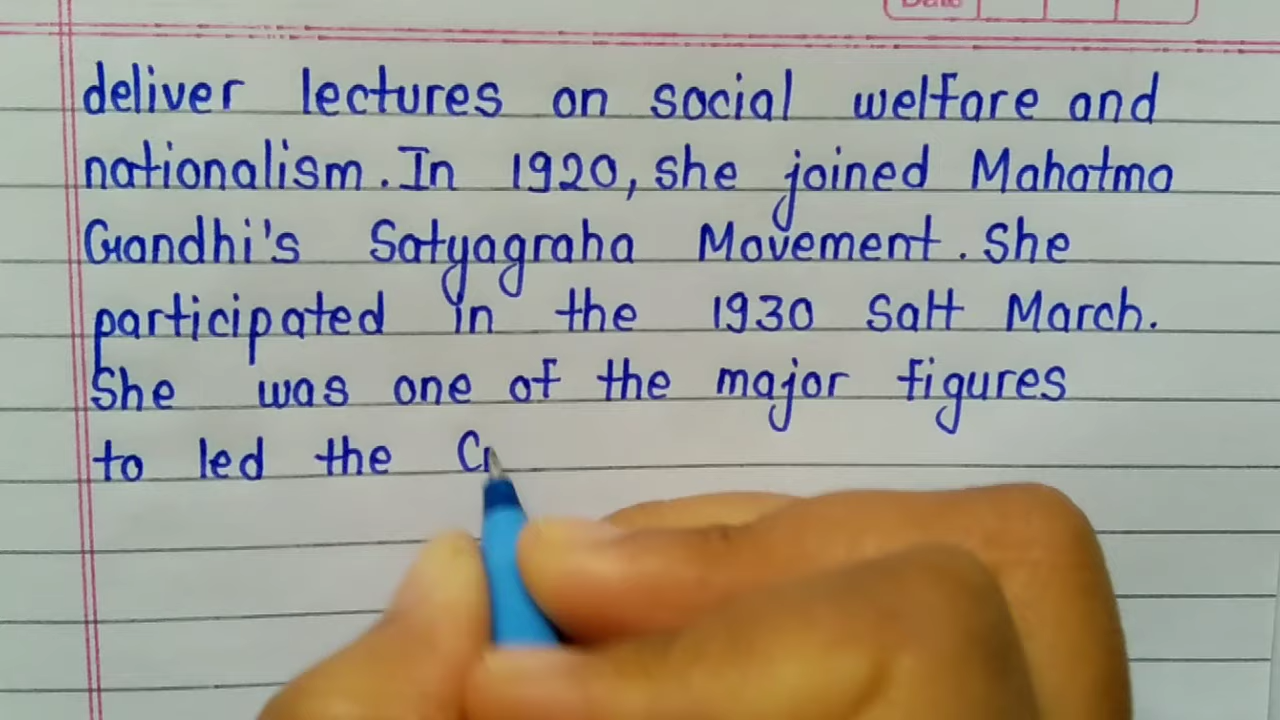 Date
deliver lectures on social welfare and
nationalism. In 1920, she joined Mahatma
Gandhi's Satyagraha Movement. She
participated in the 1930 Salt March.
She was one of the major figures
to led the